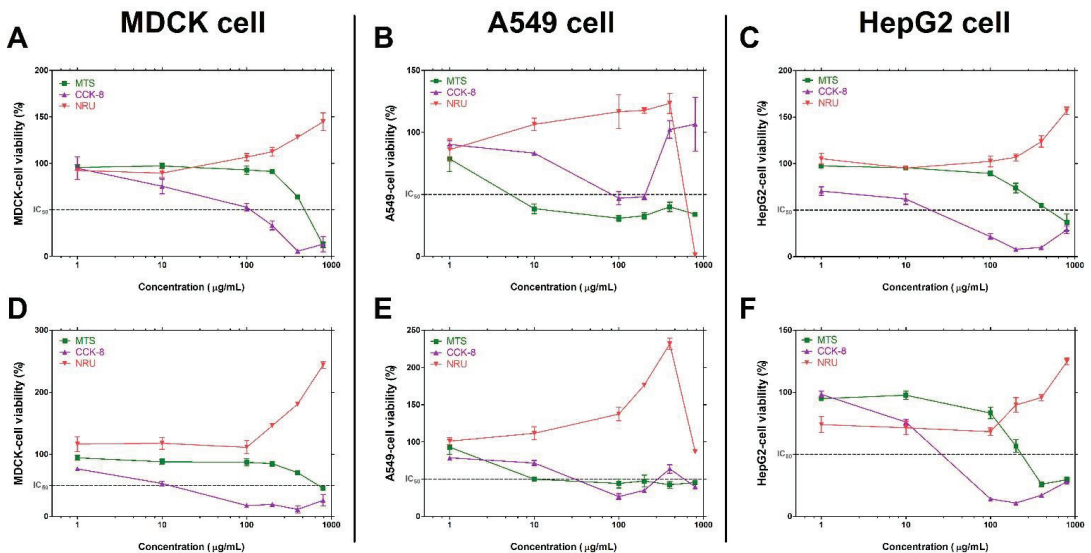 MDCK cell
A549 cell
HepG2 cell
A
200
150
100
50
0
IC50
MDCK-cell viability (%)
MTS
CCK-8
NRU
1
10
100
1000
Concentration ( µg/mL)
B
150
100
50
0
IC50
A549-cell viability (%)
MTS
CCK-8
NRU
1
10
100
1000
Concentration ( µg/mL)
C
200
150
100
50
0
IC50
HepG2-cell viability (%)
MTS
CCK-8
NRU
1
10
100
1000
Concentration ( µg/mL)
D
300
250
200
150
100
50
0
IC50
MDCK-cell viability (%)
MTS
CCK-8
NRU
1
10
100
1000
Concentration ( µg/mL)
E
250
200
150
100
50
0
IC50
A549-cell viability (%)
MTS
CCK-8
NRU
1
10
100
1000
Concentration ( µg/mL)
F
150
100
50
0
IC50
HepG2-cell viability (%)
MTS
CCK-8
NRU
1
10
100
1000
Concentration ( µg/mL)